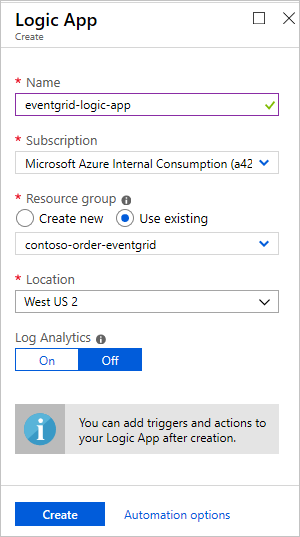 Logic App
Create
* Name
eventgrid-logic-app
* Subscription
Microsoft Azure Internal Consumption (a42
* Resource group
Create new
Use existing
contoso-order-eventgrid
* Location
West US 2
Log Analytics
On Off
You can add triggers and actions to
your Logic App after creation.
Create Automation options